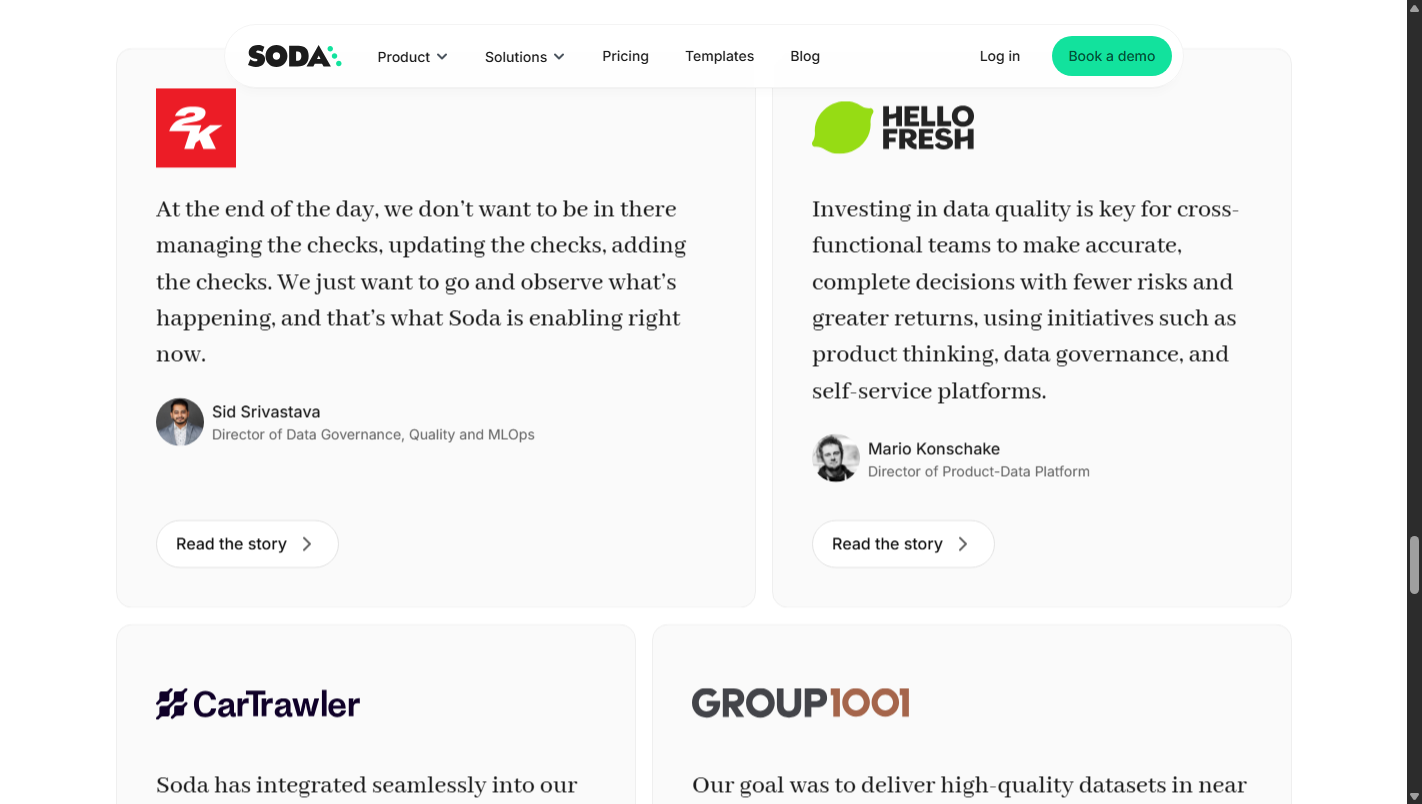 SODA
Product
Solutions
Pricing
Templates
Blog
Log in
Book a demo
2K
At the end of the day, we don’t want to be in there
managing the checks, updating the checks, adding
the checks. We just want to go and observe what’s
happening, and that’s what Soda is enabling right
now.
Sid Srivastava
Director of Data Governance, Quality and MLOps
Read the story
HELLO
FRESH
Investing in data quality is key for cross-
functional teams to make accurate,
complete decisions with fewer risks and
greater returns, using initiatives such as
product thinking, data governance, and
self-service platforms.
Mario Konschake
Director of Product-Data Platform
Read the story
CarTrawler
Soda has integrated seamlessly into our
GROUP1001
Our goal was to deliver high-quality datasets in near